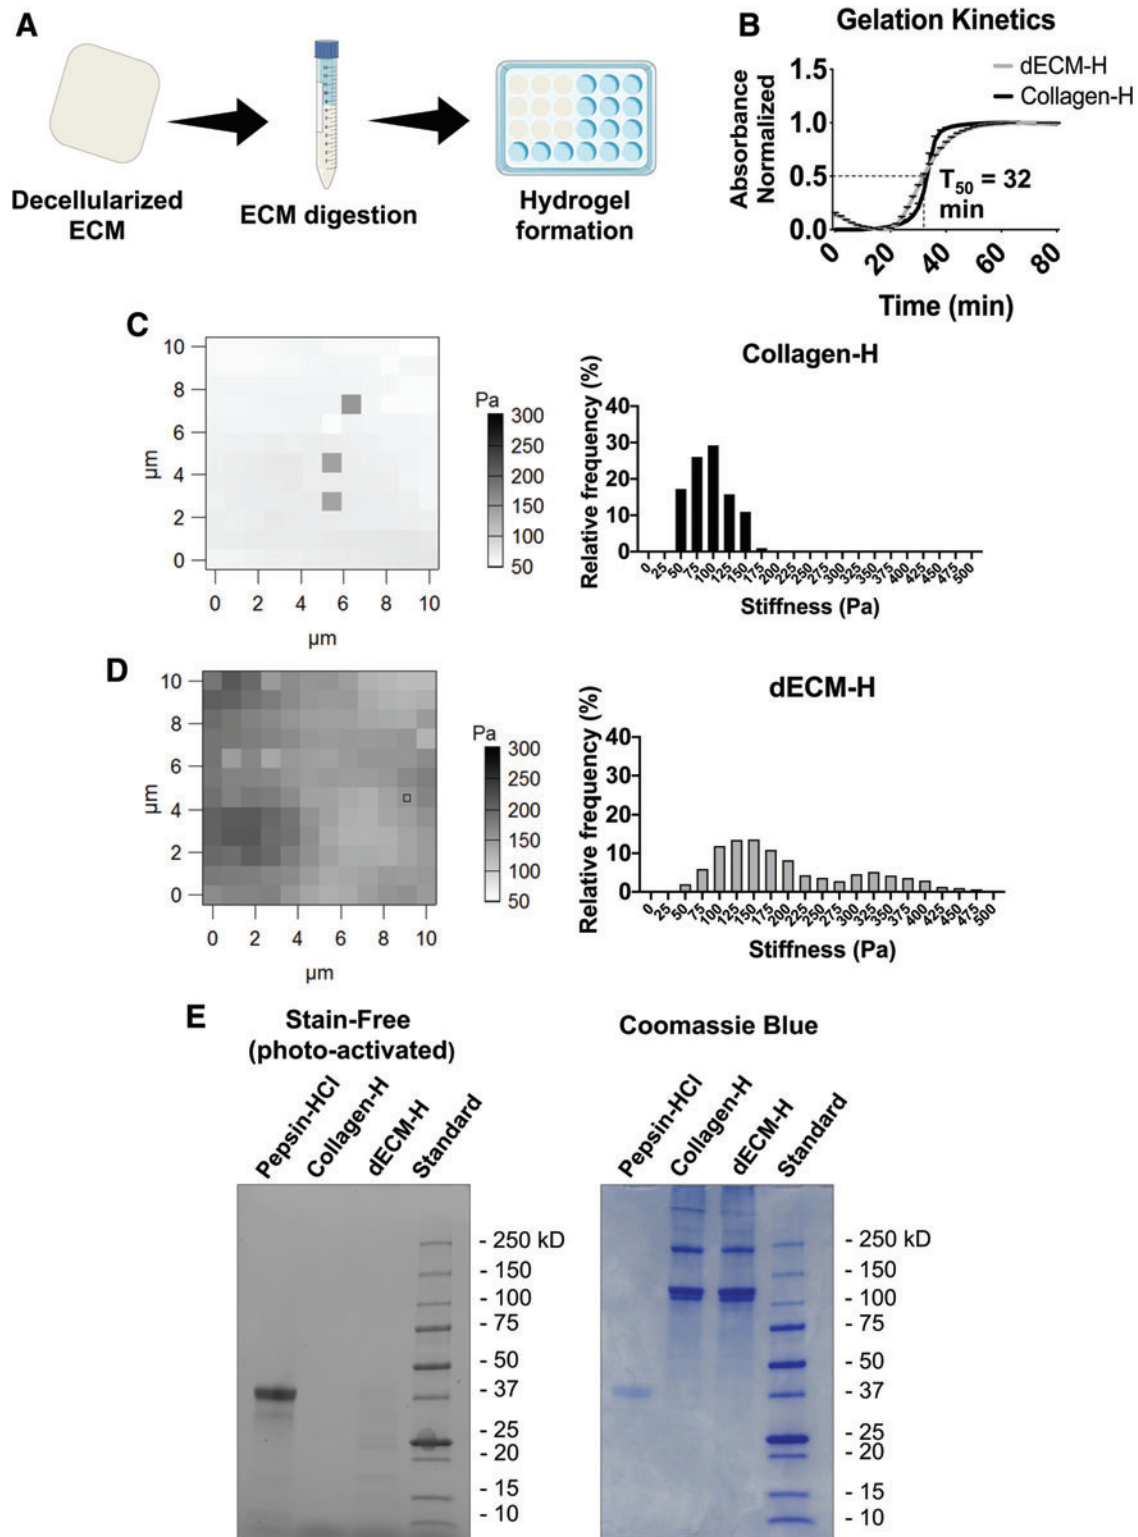 A
Decellularized
ECM
ECM digestion
Hydrogel
formation
B
Gelation Kinetics
dECM-H
Collagen-H
Absorbance
Normalized
1.5
1.0
0.5
0.0
T50 = 32
min
0 20 40 60 80
Time (min)
C
10
8
6
4
2
0
µm
0 2 4 6 8 10
µm
Pa
300
250
200
150
100
50
Collagen-H
Relative frequency (%)
40
30
20
10
0
0 25 50 75 100 125 150 175 200 225 250 275 300 325 350 375 400 425 450 475 500
Stiffness (Pa)
D
10
8
6
4
2
0
µm
0 2 4 6 8 10
µm
Pa
300
250
200
150
100
50
dECM-H
Relative frequency (%)
40
30
20
10
0
0 25 50 75 100 125 150 175 200 225 250 275 300 325 350 375 400 425 450 475 500
Stiffness (Pa)
E
Stain-Free
(photo-activated)
Pepsin-HCl
Collagen-H
dECM-H
Standard
- 250 kD
- 150
- 100
- 75
- 50
- 37
- 25
- 20
- 15
- 10
Coomassie Blue
Pepsin-HCl
Collagen-H
dECM-H
Standard
- 250 kD
- 150
- 100
- 75
- 50
- 37
- 25
- 20
- 15
- 10